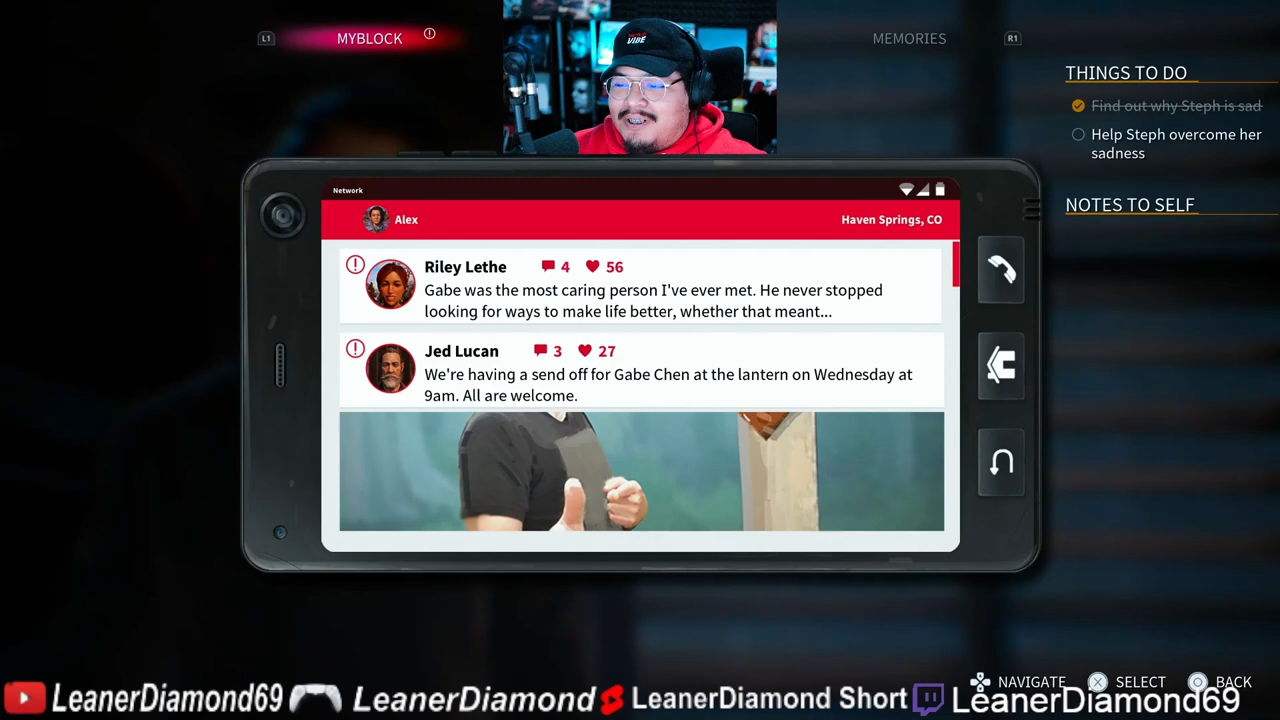 L1
MYBLOCK
MEMORIES
R1
VIBE
THINGS TO DO
Find out why Steph is sad
Help Steph overcome her
sadness
NOTES TO SELF
Network
Alex
Haven Springs, CO
Riley Lethe 4 56
Gabe was the most caring person I've ever met. He never stopped
looking for ways to make life better, whether that meant...
Jed Lucan 3 27
We're having a send off for Gabe Chen at the lantern on Wednesday at
9am. All are welcome.
NAVIGATE SELECT BACK
LeanerDiamond69 LeanerDiamond LeanerDiamond Short LeanerDiamond69